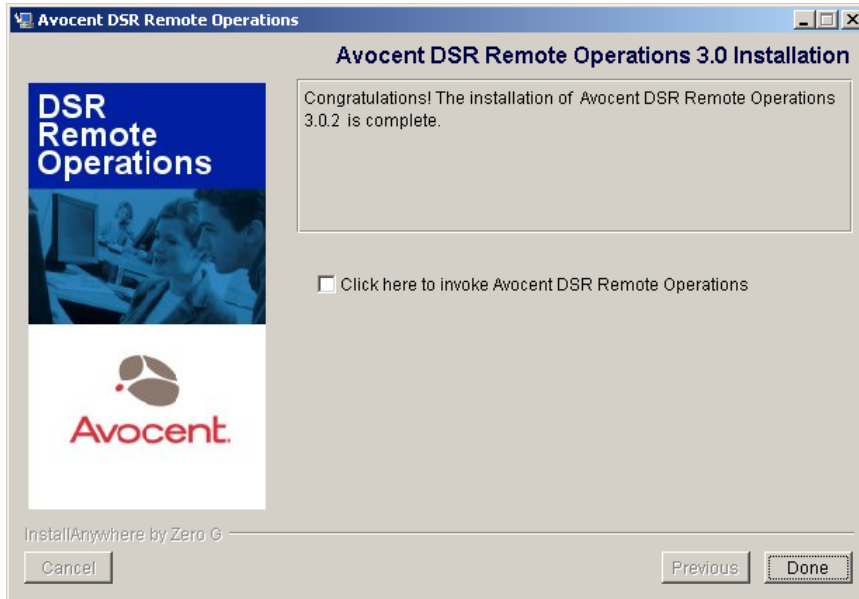 Avocent DSR Remote Operations
Avocent DSR Remote Operations 3.0 Installation
DSR
Remote
Operations
Avocent.
Congratulations! The installation of Avocent DSR Remote Operations
3.0.2 is complete.
Click here to invoke Avocent DSR Remote Operations
InstallAnywhere by Zero G
Cancel
Previous
Done